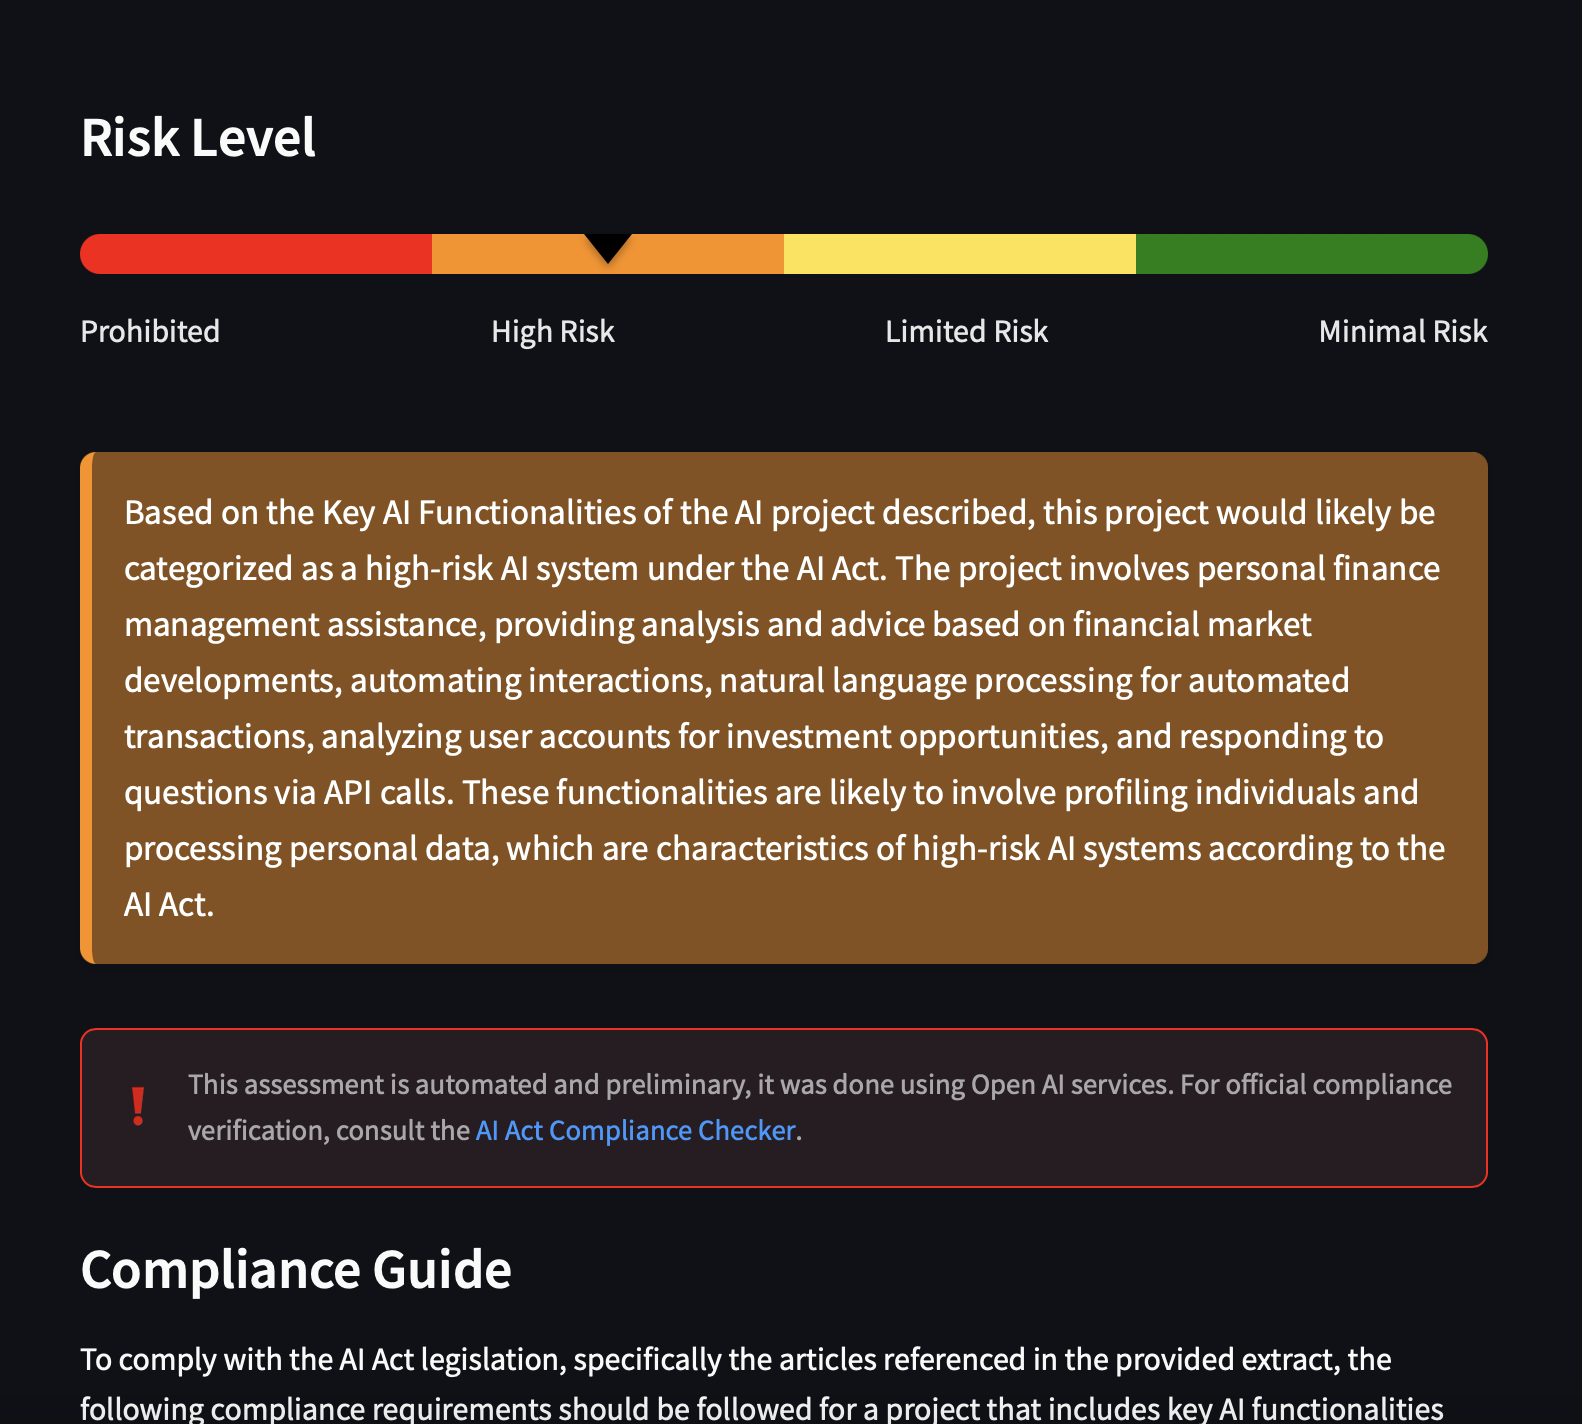 Risk Level
Prohibited High Risk Limited Risk Minimal Risk
Based on the Key AI Functionalities of the AI project described, this project would likely be
categorized as a high-risk AI system under the AI Act. The project involves personal finance
management assistance, providing analysis and advice based on financial market
developments, automating interactions, natural language processing for automated
transactions, analyzing user accounts for investment opportunities, and responding to
questions via API calls. These functionalities are likely to involve profiling individuals and
processing personal data, which are characteristics of high-risk AI systems according to the
AI Act.
This assessment is automated and preliminary, it was done using Open AI services. For official compliance
verification, consult the AI Act Compliance Checker.
Compliance Guide
To comply with the AI Act legislation, specifically the articles referenced in the provided extract, the
following compliance requirements should be followed for a project that includes key AI functionalities